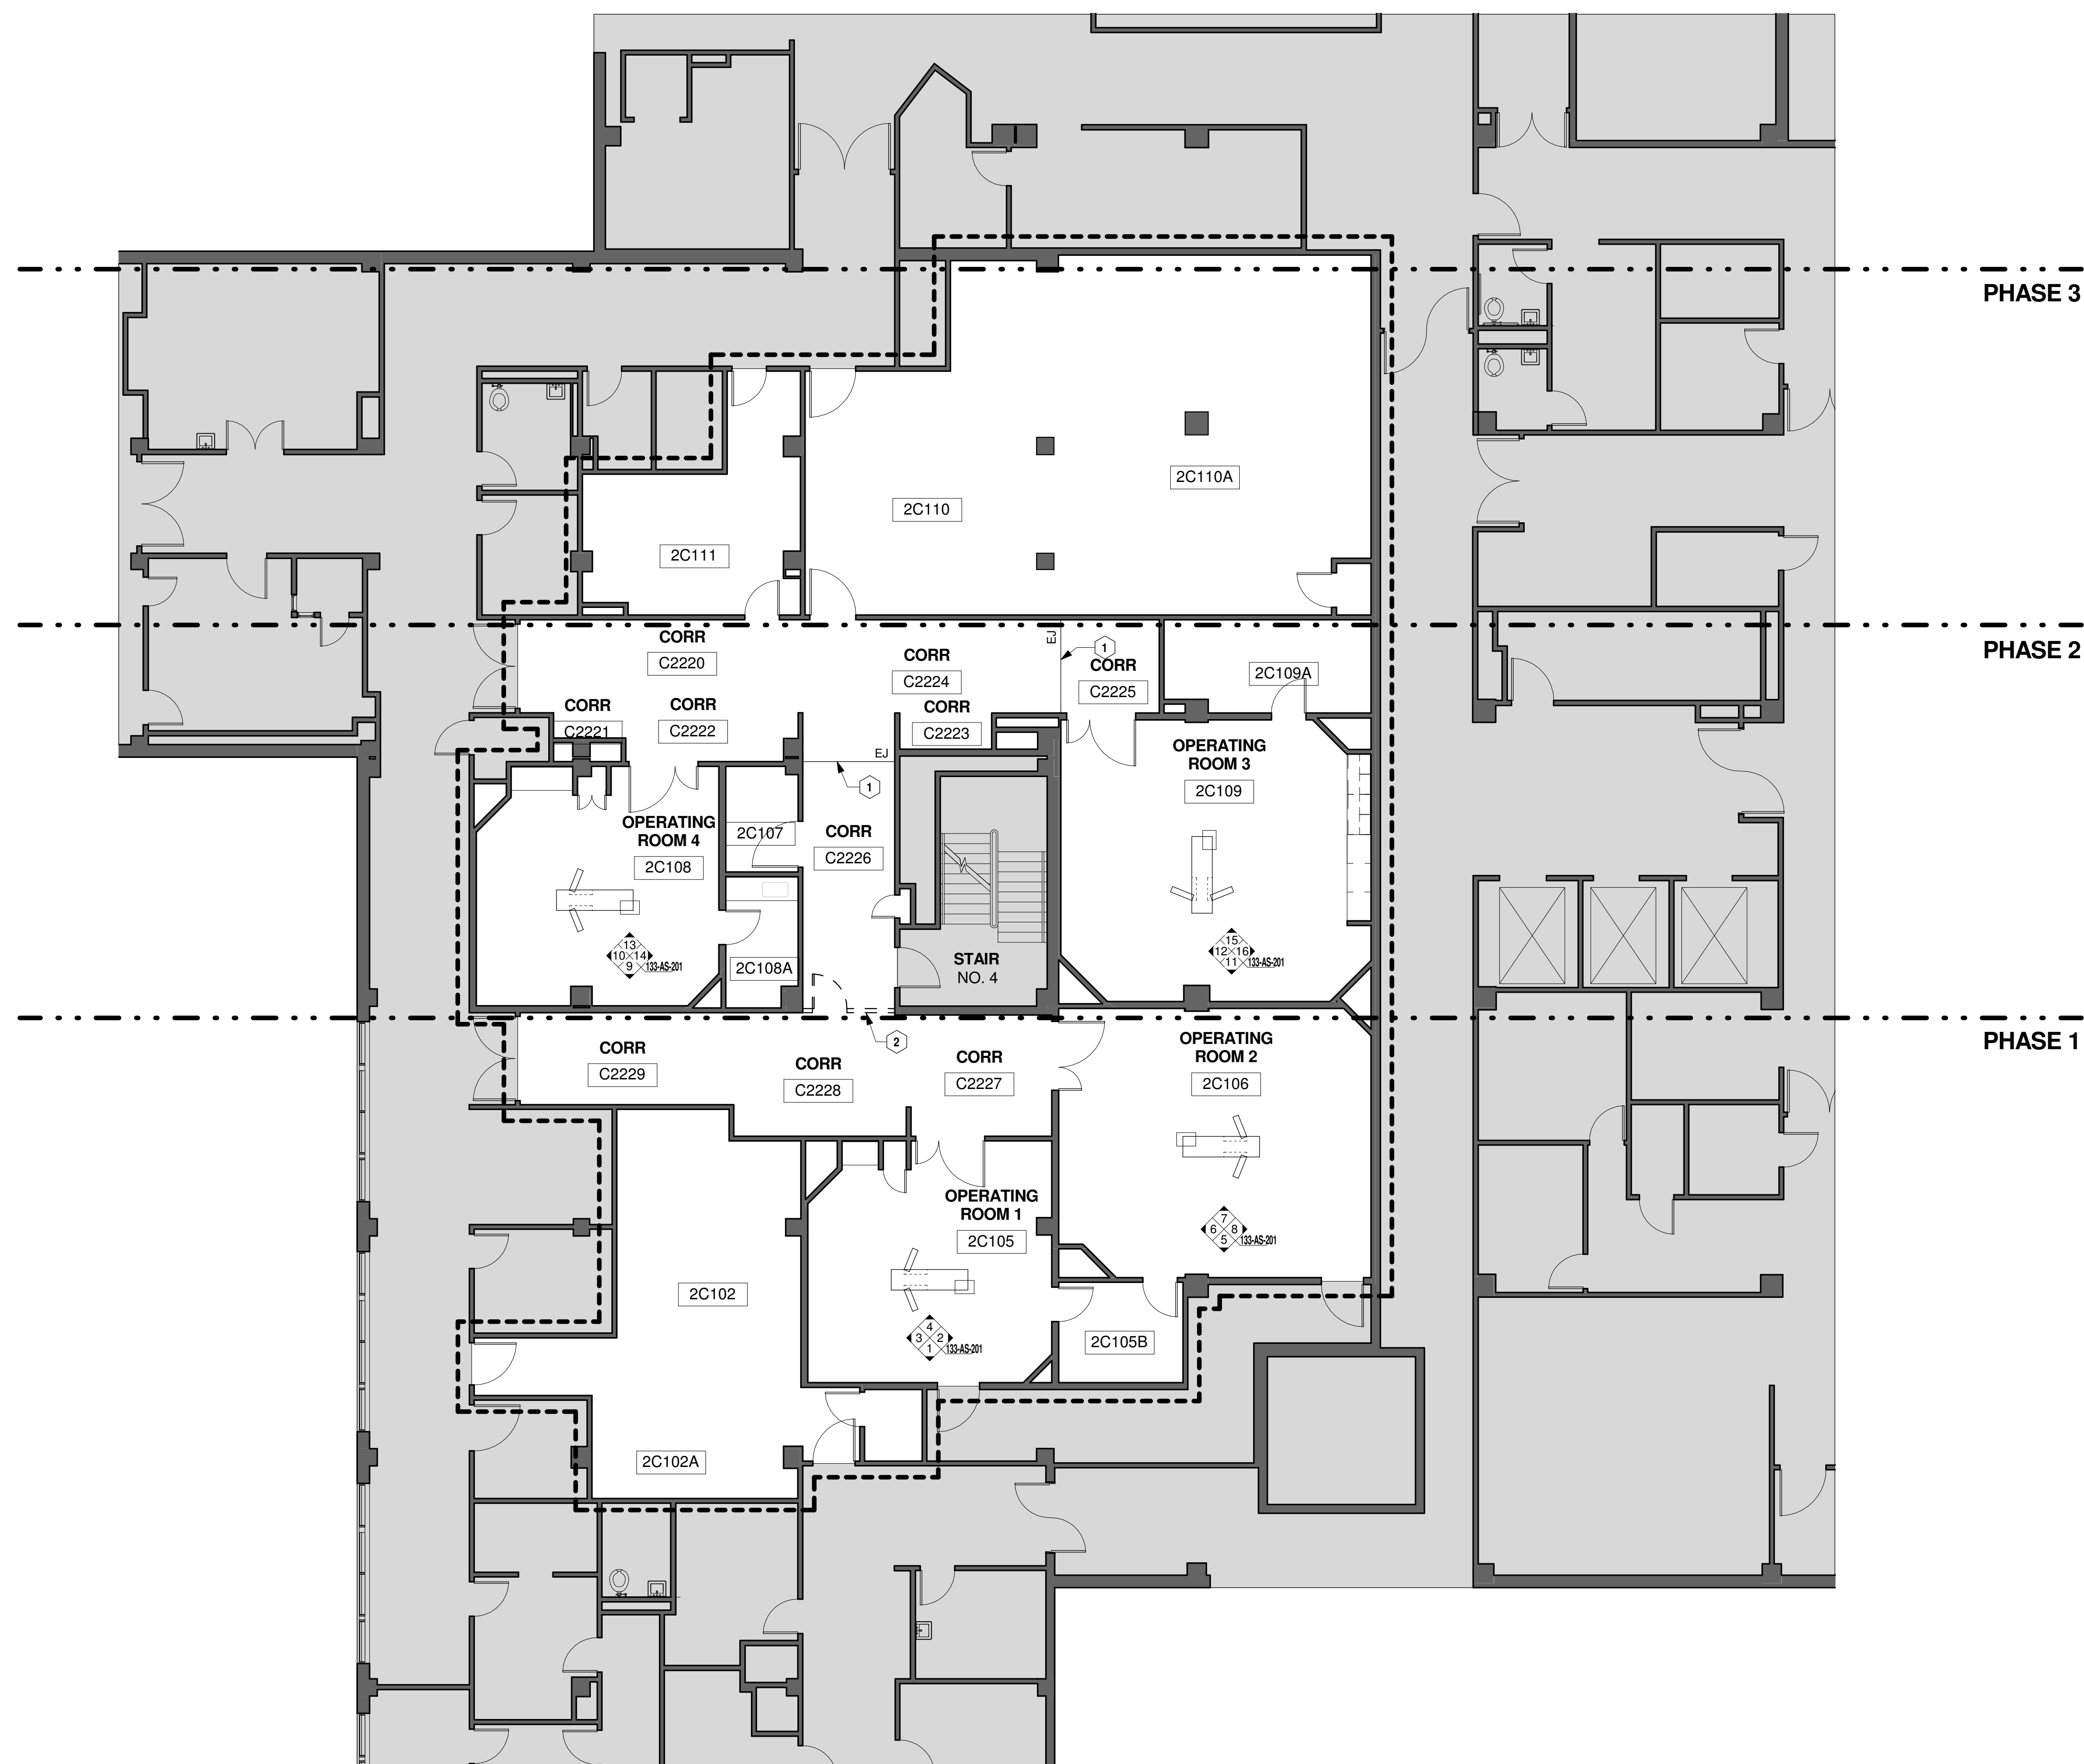 PHASE 3
2C110A
2C110
2C111
CORR
C2220
EJ
1
CORR
C2224
CORR
C2225
2C109A
PHASE 2
CORR
C2221
CORR
C2222
CORR
C2223
OPERATING
ROOM 3
2C109
EJ
1
OPERATING
ROOM 4
2C108
2C107
CORR
C2226
13
10 14
9
133-AS-201
2C108A
STAIR
NO. 4
15
12 16
11
133-AS-201
PHASE 1
2
CORR
C2229
CORR
C2228
CORR
C2227
OPERATING
ROOM 2
2C106
OPERATING
ROOM 1
2C105
7
6 8
5
133-AS-201
2C102
4
3 2
1
133-AS-201
2C105B
2C102A